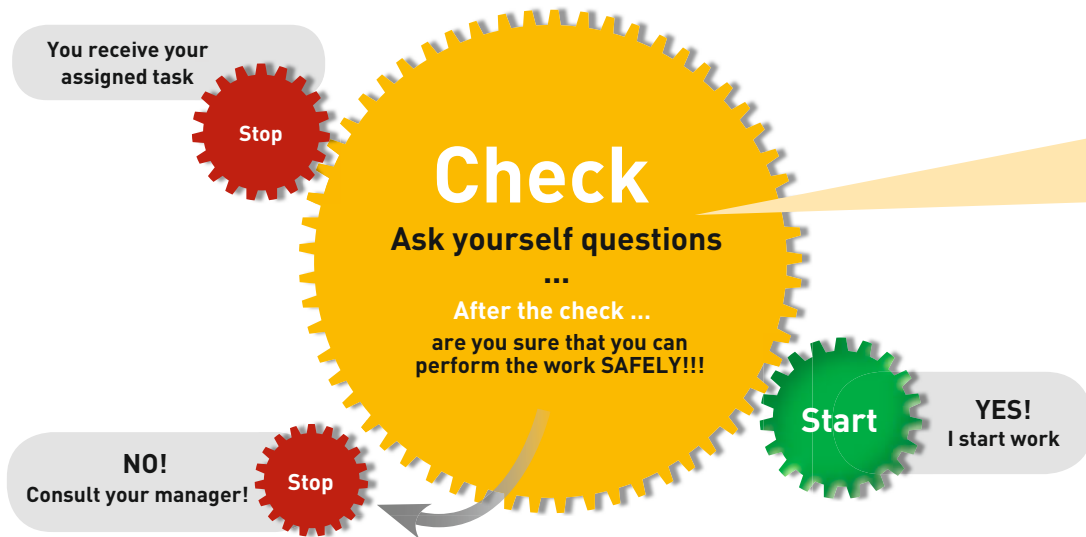 You receive your
assigned task
Stop
Check
Ask yourself questions
...
After the check ...
are you sure that you can
perform the work SAFELY!!!
Start
YES!
I start work
NO!
Consult your manager!
Stop